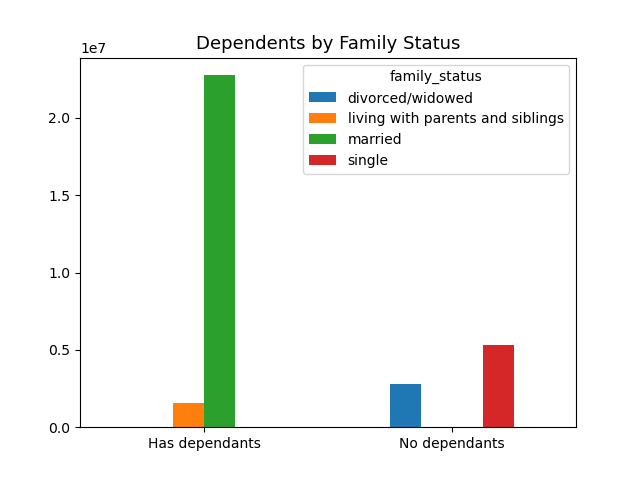 Dependents by Family Status
1e7
family_status
divorced/widowed
living with parents and siblings
married
single
2.0
1.5
1.0
0.5
0.0
Has dependants
No dependants